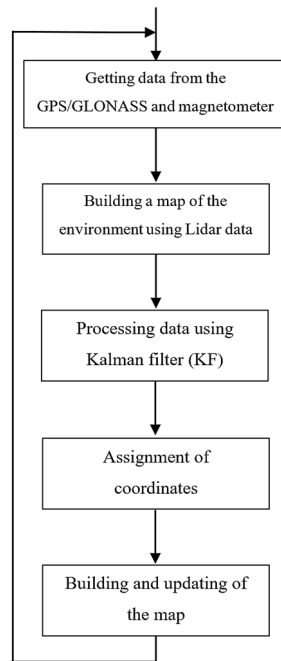 Getting data from the
GPS/GLONASS and magnetometer
Building a map of the
environment using Lidar data
Processing data using
Kalman filter (KF)
Assignment of
coordinates
Building and updating of
the map